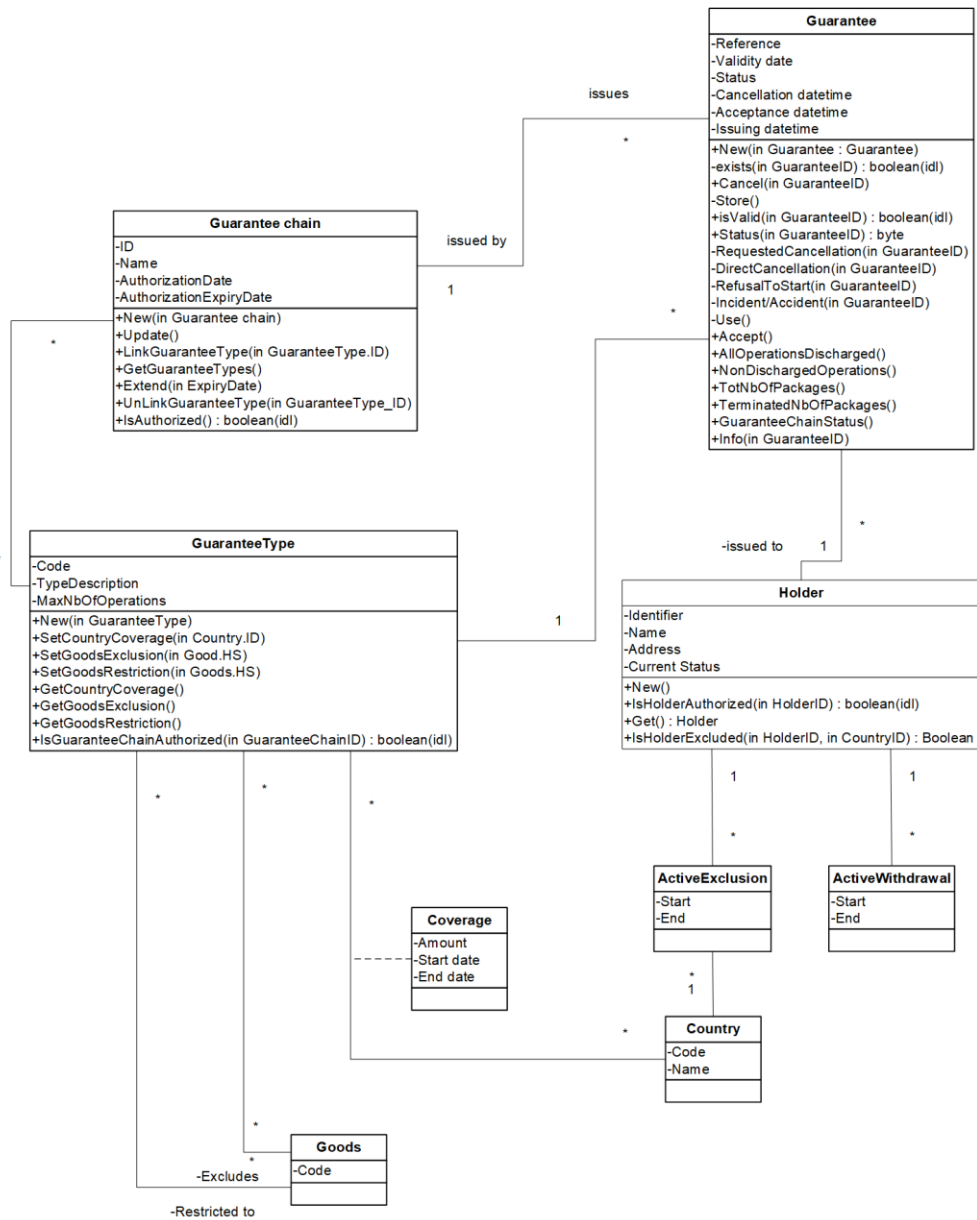 Guarantee
-Reference
-Validity date
-Status
-Cancellation datetime
-Acceptance datetime
-Issuing datetime
+New(in Guarantee : Guarantee)
-exists(in GuaranteeID) : boolean(idl)
+Cancel(in GuaranteeID)
-Store()
+isValid(in GuaranteeID) : boolean(idl)
+Status(in GuaranteeID) : byte
-RequestedCancellation(in GuaranteeID)
-DirectCancellation(in GuaranteeID)
-RefusalToStart(in GuaranteeID)
-Incident/Accident(in GuaranteeID)
-Use()
+Accept()
+AllOperationsDischarged()
+NonDischargedOperations()
+TotNbOfPackages()
+TerminatedNbOfPackages()
+GuaranteeChainStatus()
+Info(in GuaranteeID)
issues
*
issued by
1
Guarantee chain
-ID
-Name
-AuthorizationDate
-AuthorizationExpiryDate
+New(in Guarantee chain)
+Update()
+LinkGuaranteeType(in GuaranteeType.ID)
+GetGuaranteeTypes()
+Extend(in ExpiryDate)
+UnLinkGuaranteeType(in GuaranteeType_ID)
+IsAuthorized() : boolean(idl)
*
*
*
GuaranteeType
-Code
-TypeDescription
-MaxNbOfOperations
+New(in GuaranteeType)
+SetCountryCoverage(in Country.ID)
+SetGoodsExclusion(in Good.HS)
+SetGoodsRestriction(in Goods.HS)
+GetCountryCoverage()
+GetGoodsExclusion()
+GetGoodsRestriction()
+IsGuaranteeChainAuthorized(in GuaranteeChainID) : boolean(idl)
1
*
-issued to
1
Holder
-Identifier
-Name
-Address
-Current Status
+New()
+IsHolderAuthorized(in HolderID) : boolean(idl)
+Get() : Holder
+IsHolderExcluded(in HolderID, in CountryID) : Boolean
*
*
*
1
1
*
*
ActiveExclusion
-Start
-End
ActiveWithdrawal
-Start
-End
Coverage
-Amount
-Start date
-End date
*
1
*
Country
-Code
-Name
*
*
Goods
-Code
-Excludes
-Restricted to